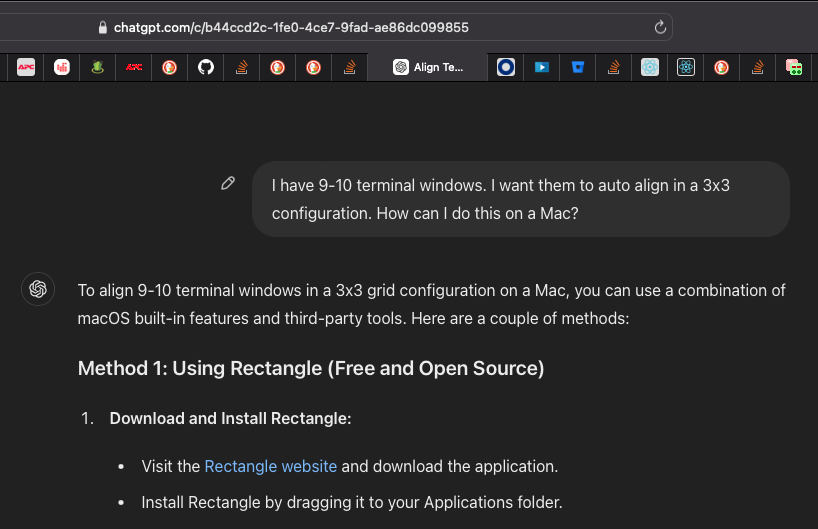 chatgpt.com/c/b44ccd2c-1fe0-4ce7-9fad-ae86dc099855
APC APC Align Te...
I have 9-10 terminal windows. I want them to auto align in a 3x3
configuration. How can I do this on a Mac?
To align 9-10 terminal windows in a 3x3 grid configuration on a Mac, you can use a combination of
macOS built-in features and third-party tools. Here are a couple of methods:
Method 1: Using Rectangle (Free and Open Source)
1. Download and Install Rectangle:
• Visit the Rectangle website and download the application.
• Install Rectangle by dragging it to your Applications folder.